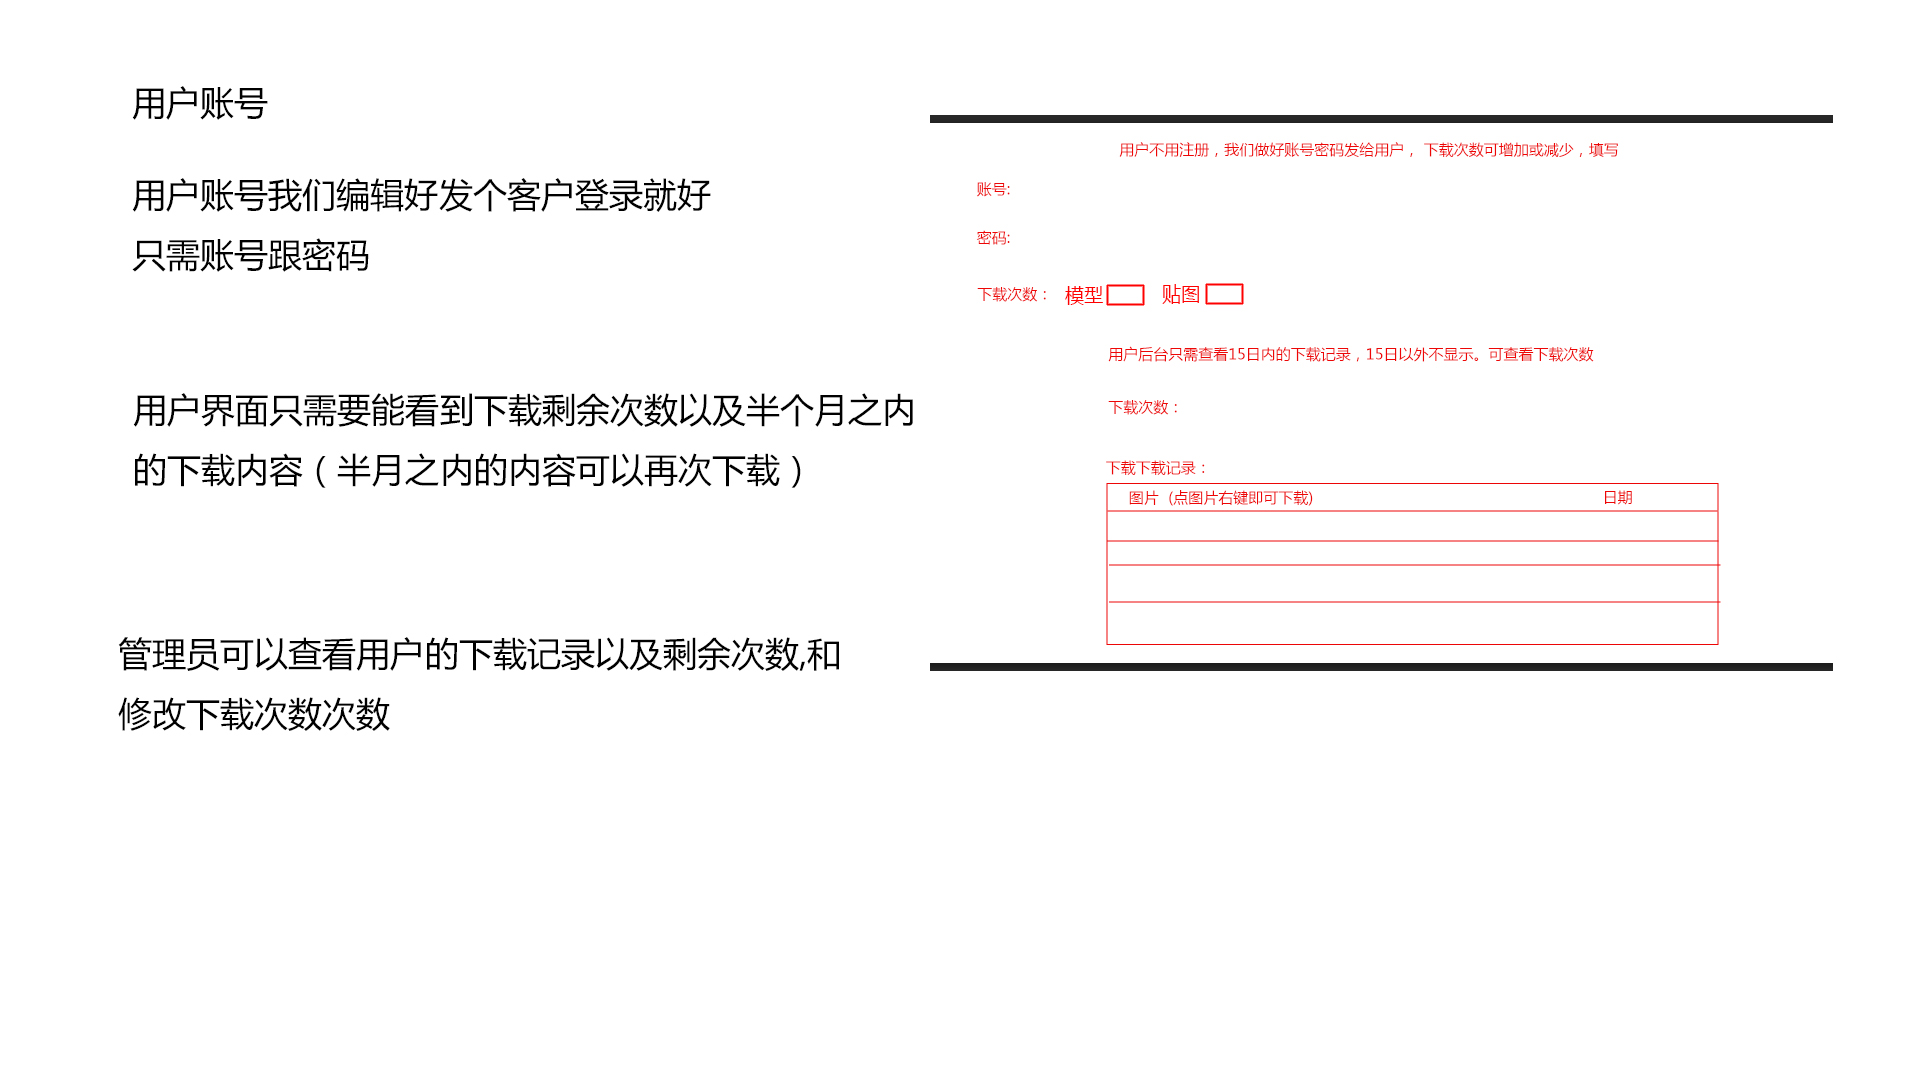 用户账号
用户账号我们编辑好发个客户登录就好
只需账号跟密码
用户界面只需要能看到下载剩余次数以及半个月之内
的下载内容（半月之内的内容可以再次下载）
管理员可以查看用户的下载记录以及剩余次数,和
修改下载次数次数
用户不用注册，我们做好账号密码发给用户， 下载次数可增加或减少，填写
账号:
密码:
下载次数： 模型 贴图
用户后台只需查看15日内的下载记录，15日以外不显示。可查看下载次数
下载次数：
下载下载记录：
图片 (点图片右键即可下载) 日期